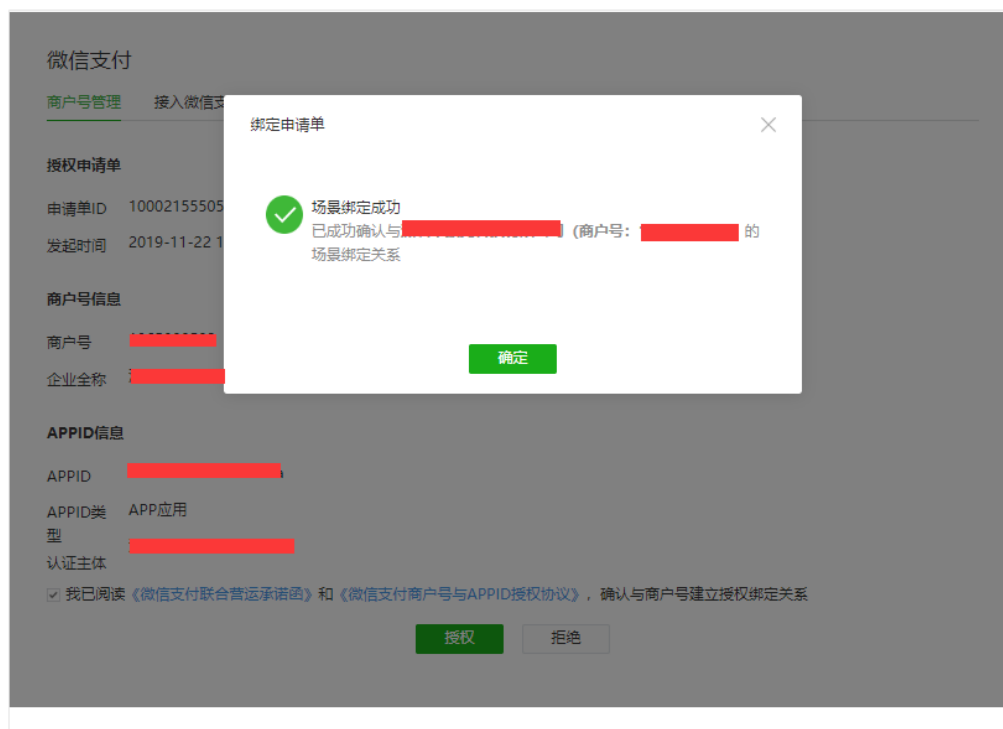 微信支付
商户号管理 接入微信支
绑定申请单
授权申请单
申请单ID 10002155505
发起时间 2019-11-22 1
场景绑定成功
已成功确认与 (商户号: 的
场景绑定关系
确定
商户号信息
商户号
企业全称
APPID信息
APPID
APPID类型 APP应用
认证主体
我已阅读《微信支付联合营运承诺函》和《微信支付商户号与APPID授权协议》，确认与商户号建立授权绑定关系
授权 拒绝